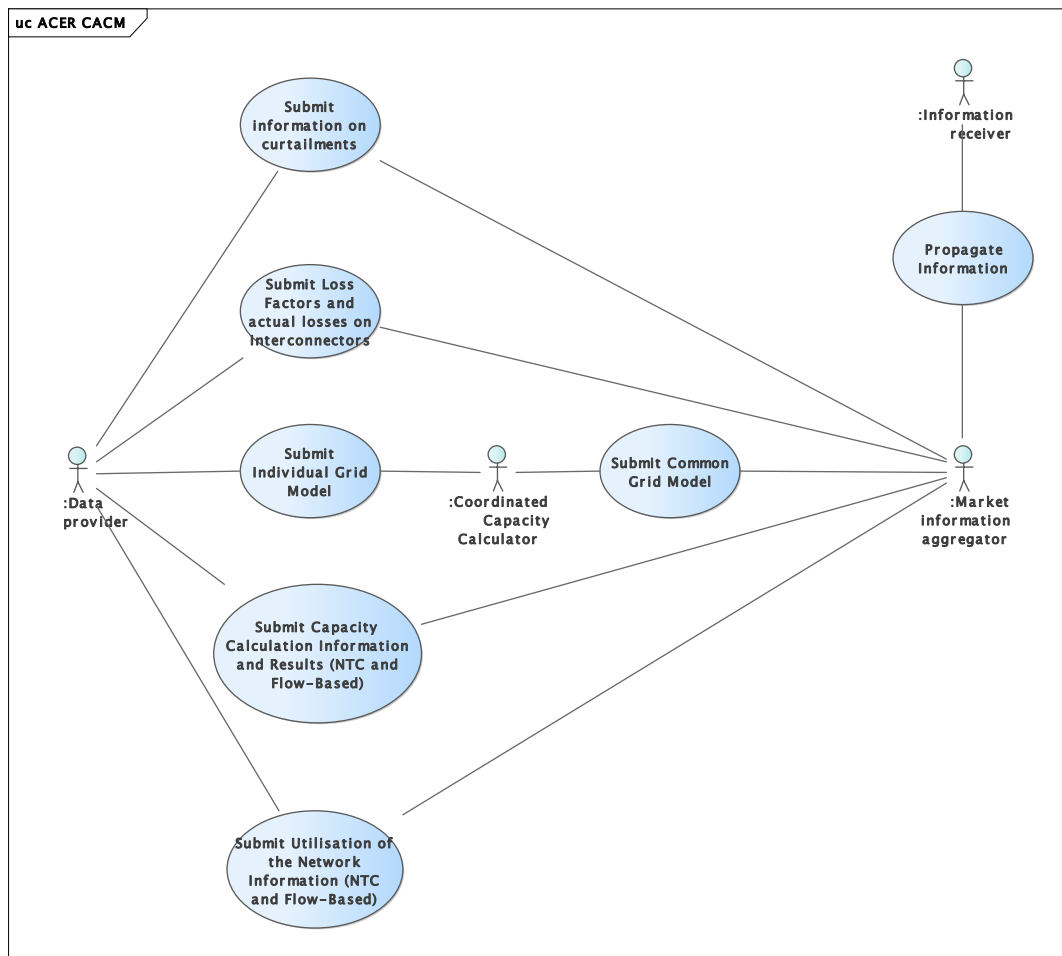 uc ACER CACM
Submit
information on
curtailments
:Information
receiver
Propagate
Information
Submit Loss
Factors and
actual losses on
interconnectors
Submit
Individual Grid
Model
Submit Common
Grid Model
:Data
provider
:Coordinated
Capacity
Calculator
:Market
information
aggregator
Submit Capacity
Calculation Information
and Results (NTC and
Flow-Based)
Submit Utilisation of
the Network
Information (NTC
and Flow-Based)